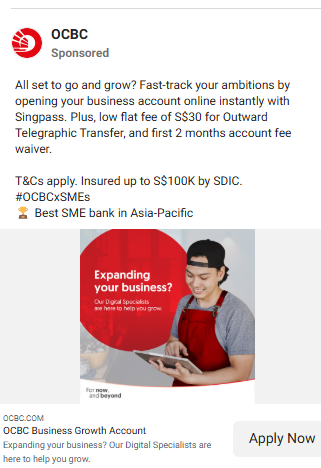 OCBC
Sponsored
All set to go and grow? Fast-track your ambitions by
opening your business account online instantly with
Singpass. Plus, low flat fee of S$30 for Outward
Telegraphic Transfer, and first 2 months account fee
waiver.
T&Cs apply. Insured up to S$100K by SDIC.
#OCBCxSMEs
🏆 Best SME bank in Asia-Pacific
Expanding
your business?
Our Digital Specialists
are here to help you grow.
For now,
and beyond
OCBC.COM
OCBC Business Growth Account
Expanding your business? Our Digital Specialists are
here to help you grow.
Apply Now